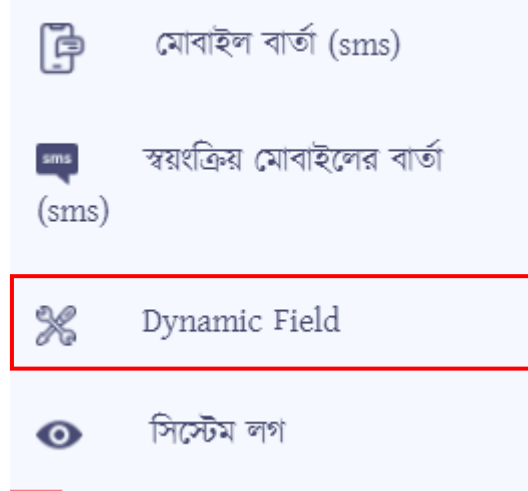 মোবাইল বার্তা (sms)
sms
স্বয়ংক্রিয় মোবাইলের বার্তা
(sms)
Dynamic Field
সিস্টেম লগ